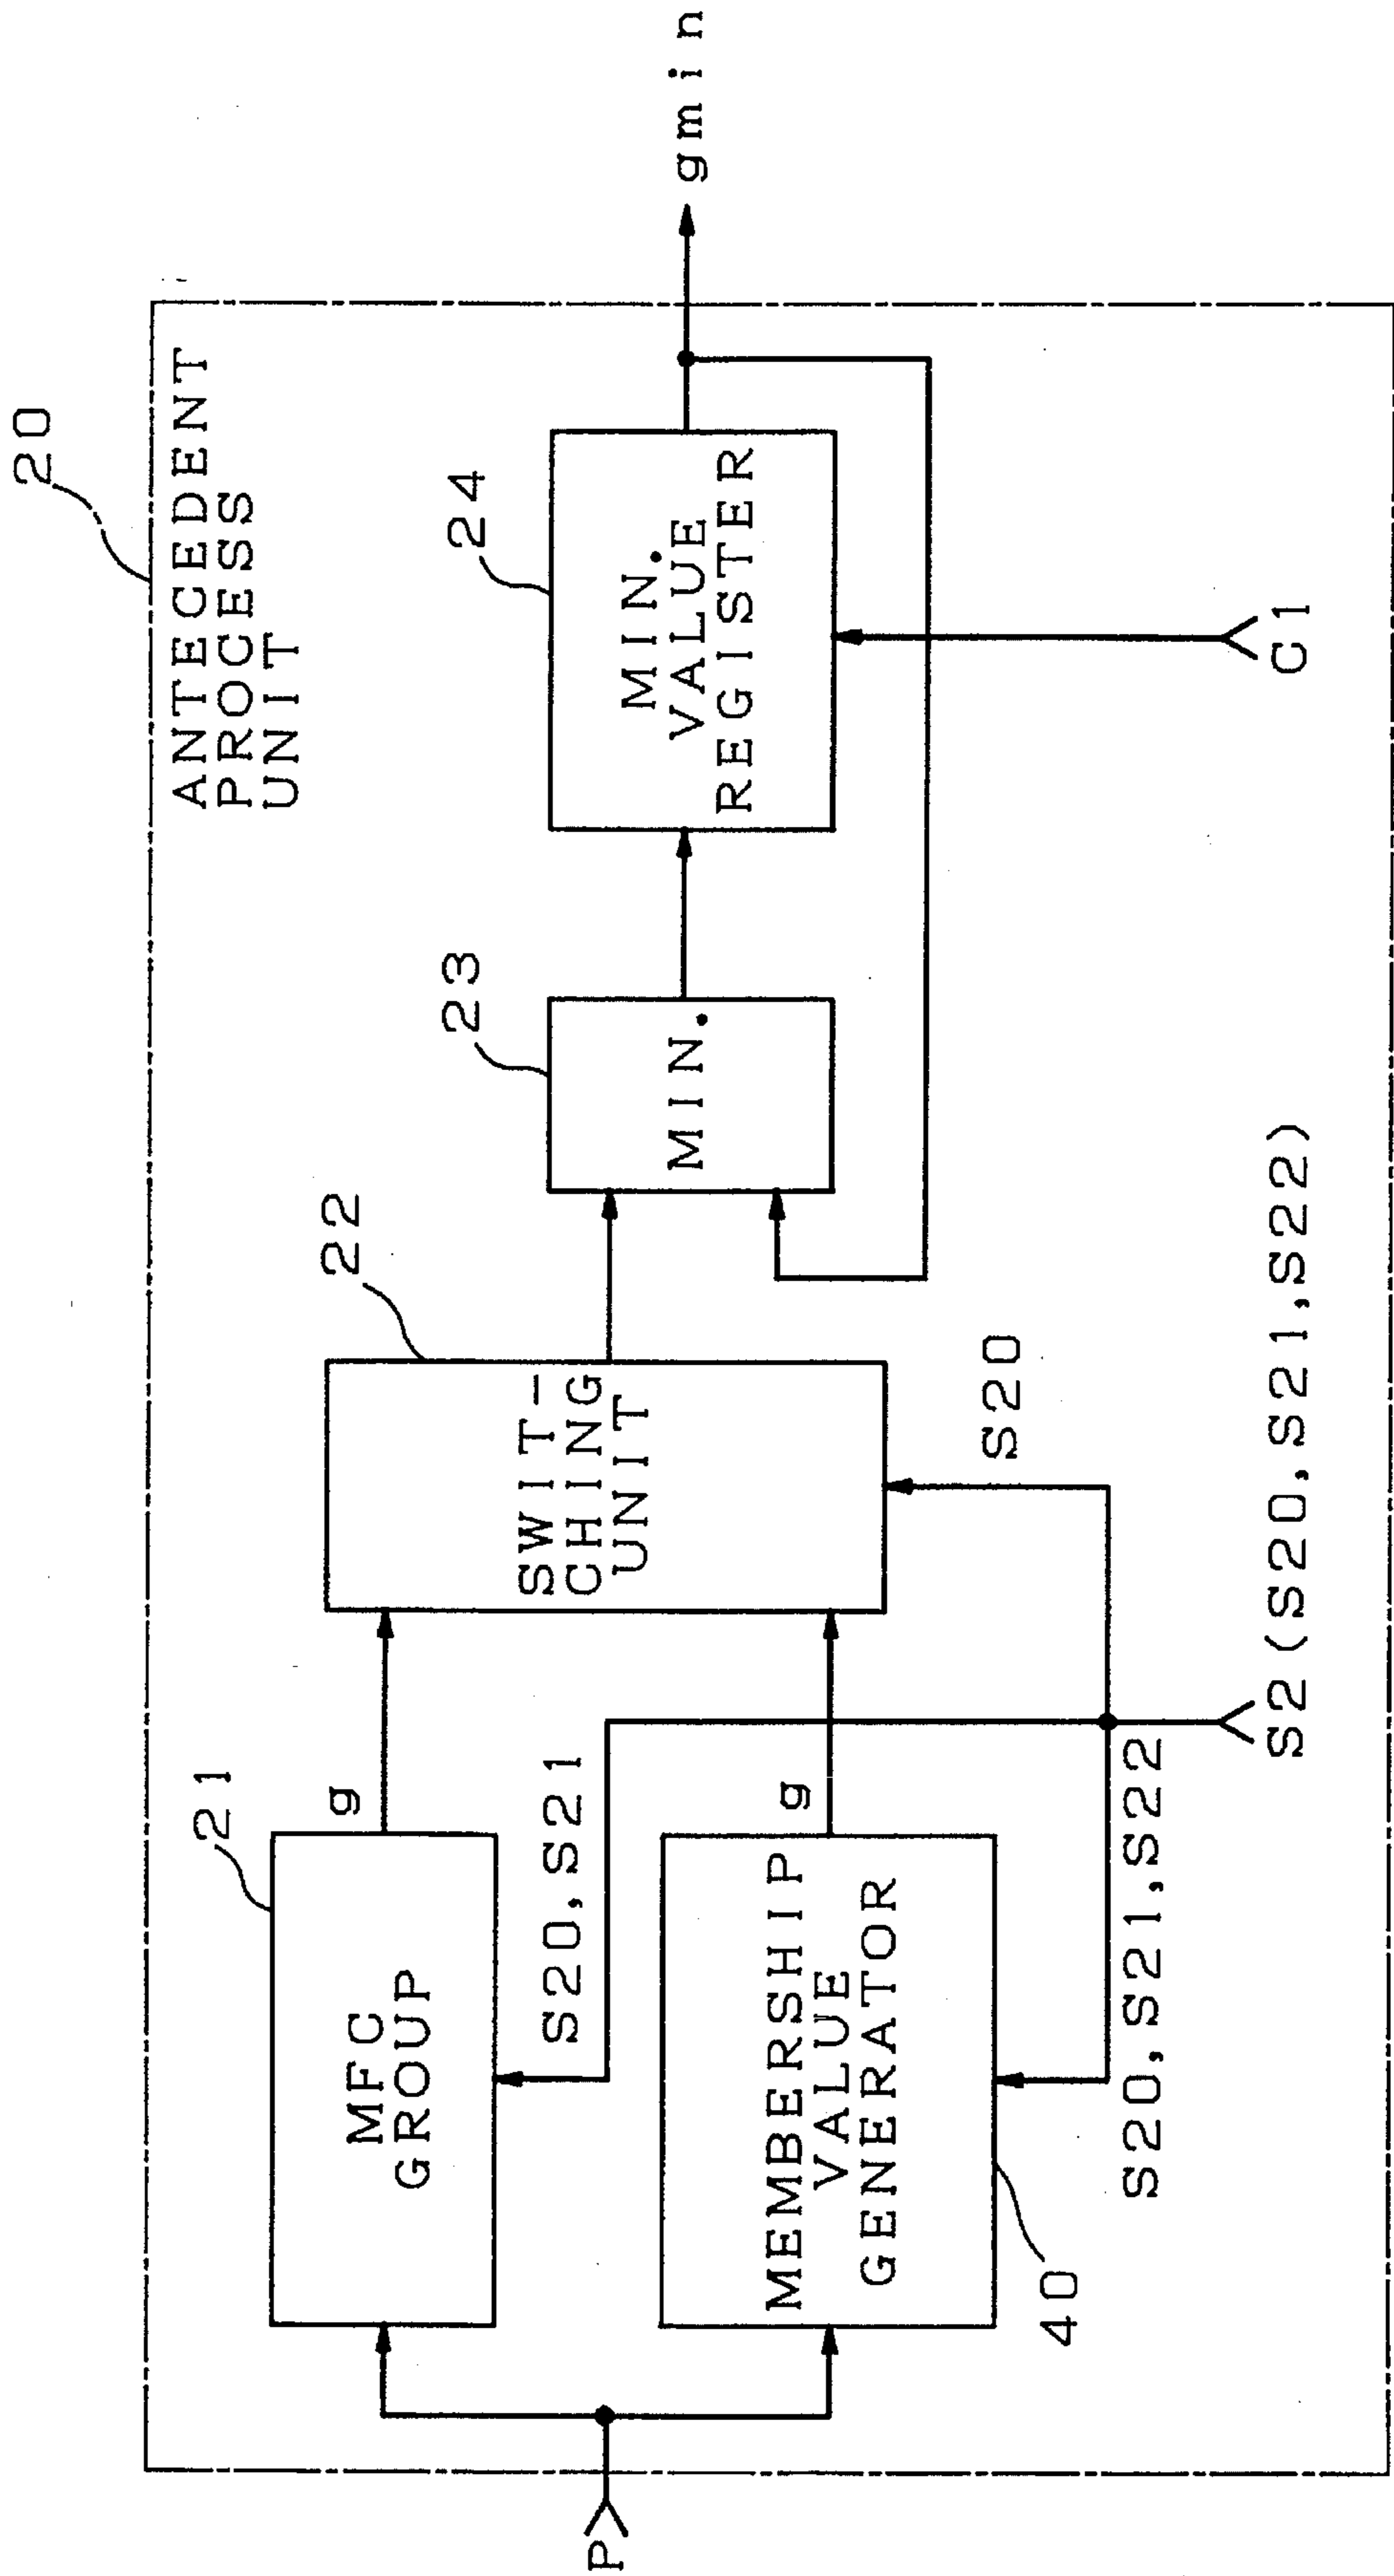 20
ANTECEDENT
PROCESS
UNIT
21
MFC
GROUP
g
22
SWIT-
CHING
UNIT
23
MIN.
24
MIN.
VALUE
REGISTER
gmin
P
S20,S21
MEMBERSHIP
VALUE
GENERATOR
g
40
S20,S21,S22
S20
S2(S20,S21,S22)
C1